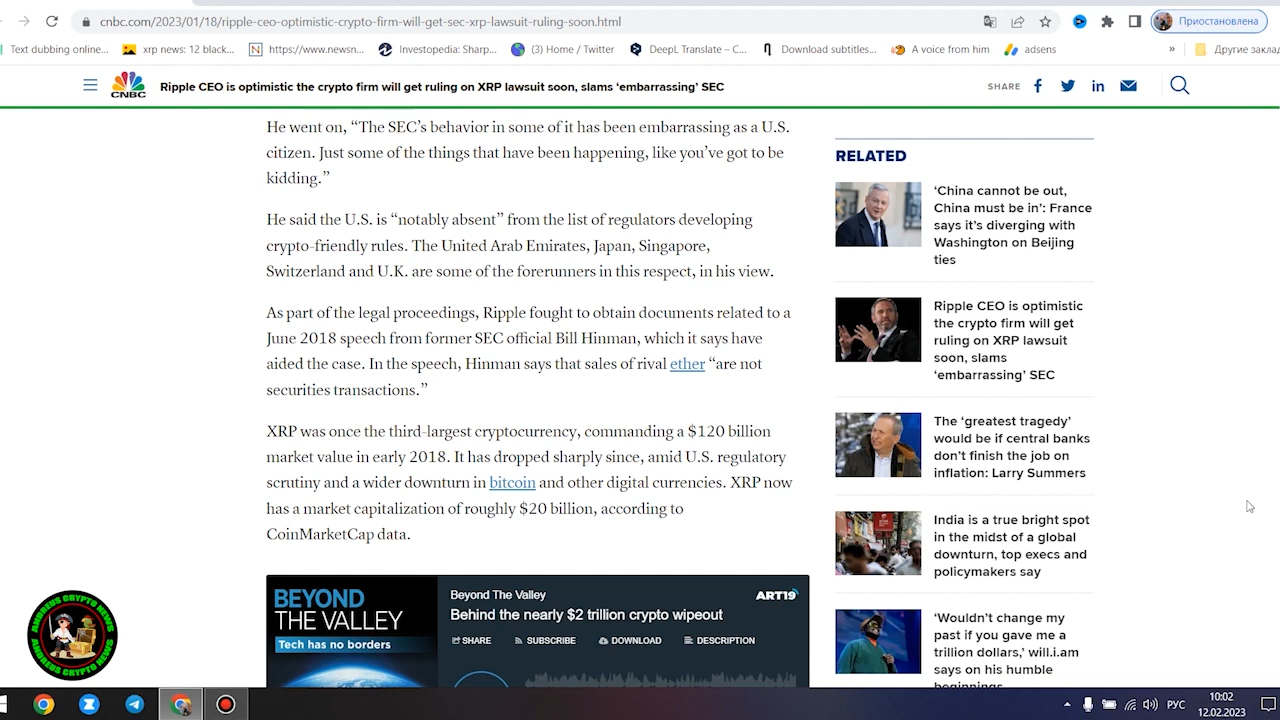 cnbc.com/2023/01/18/ripple-ceo-optimistic-crypto-firm-will-get-sec-xrp-lawsuit-ruling-soon.html
Приостановлена
Text dubbing online...
xrp news: 12 black...
https://www.newsn...
Investopedia: Sharp...
(3) Home / Twitter
DeepL Translate – C...
Download subtitles...
A voice from him
adsens
»
Другие заклад
CNBC
Ripple CEO is optimistic the crypto firm will get ruling on XRP lawsuit soon, slams ‘embarrassing’ SEC
SHARE
He went on, “The SEC’s behavior in some of it has been embarrassing as a U.S.
citizen. Just some of the things that have been happening, like you’ve got to be
kidding.”
He said the U.S. is “notably absent” from the list of regulators developing
crypto-friendly rules. The United Arab Emirates, Japan, Singapore,
Switzerland and U.K. are some of the forerunners in this respect, in his view.
As part of the legal proceedings, Ripple fought to obtain documents related to a
June 2018 speech from former SEC official Bill Hinman, which it says have
aided the case. In the speech, Hinman says that sales of rival ether “are not
securities transactions.”
XRP was once the third-largest cryptocurrency, commanding a $120 billion
market value in early 2018. It has dropped sharply since, amid U.S. regulatory
scrutiny and a wider downturn in bitcoin and other digital currencies. XRP now
has a market capitalization of roughly $20 billion, according to
CoinMarketCap data.
BEYOND
THE VALLEY
Tech has no borders
Beyond The Valley
ART19
Behind the nearly $2 trillion crypto wipeout
SHARE
SUBSCRIBE
DOWNLOAD
DESCRIPTION
RELATED
‘China cannot be out,
China must be in’: France
says it’s diverging with
Washington on Beijing
ties
Ripple CEO is optimistic
the crypto firm will get
ruling on XRP lawsuit
soon, slams
‘embarrassing’ SEC
The ‘greatest tragedy’
would be if central banks
don’t finish the job on
inflation: Larry Summers
India is a true bright spot
in the midst of a global
downturn, top execs and
policymakers say
‘Wouldn’t change my
past if you gave me a
trillion dollars,’ will.i.am
says on his humble
beginnings
ANDREUS CRYPTO NEWS
ANDREUS CRYPTO NEWS
РУС
10:02
12.02.2023